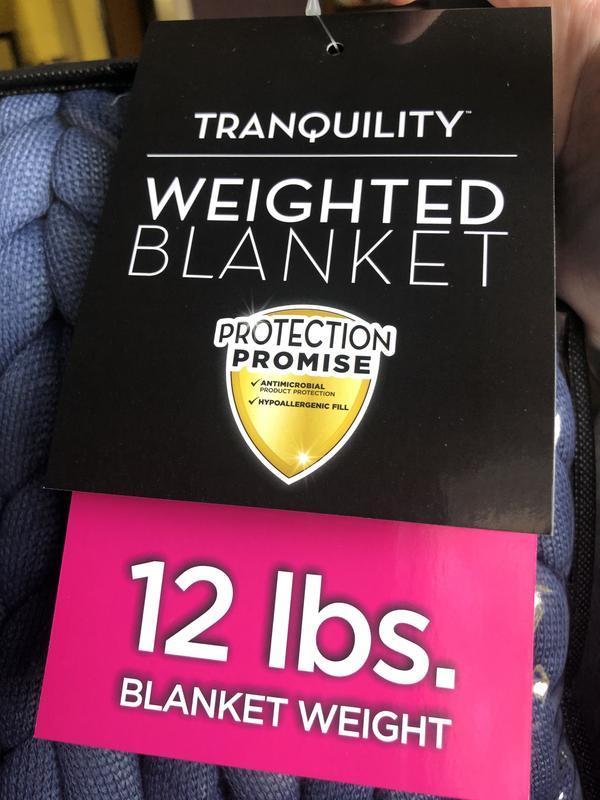 TRANQUILITY™
WEIGHTED
BLANKET
PROTECTION
PROMISE
✓ ANTIMICROBIAL
PRODUCT PROTECTION
✓ HYPOALLERGENIC FILL
12 lbs.
BLANKET WEIGHT